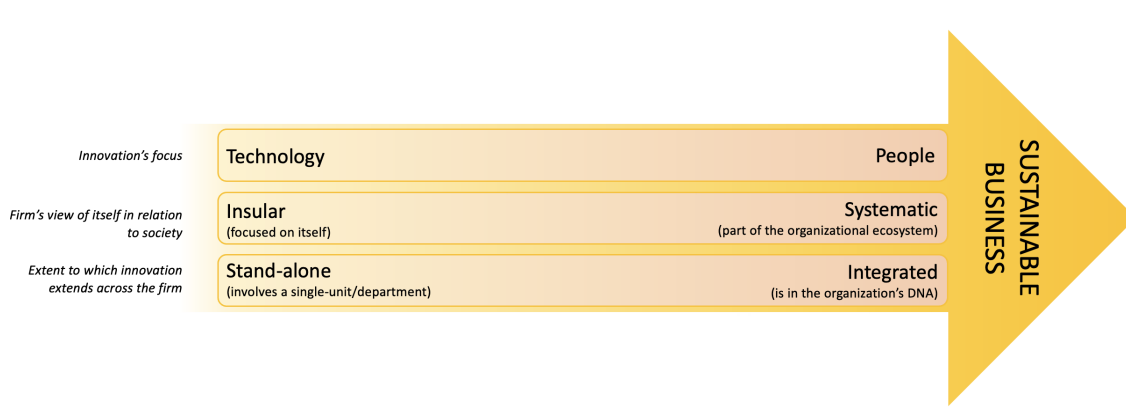 Innovation's focus
Technology
People
Firm's view of itself in relation
to society
Insular
(focused on itself)
Systematic
(part of the organizational ecosystem)
Extent to which innovation
extends across the firm
Stand-alone
(involves a single-unit/department)
Integrated
(is in the organization's DNA)
SUSTAINABLE
BUSINESS